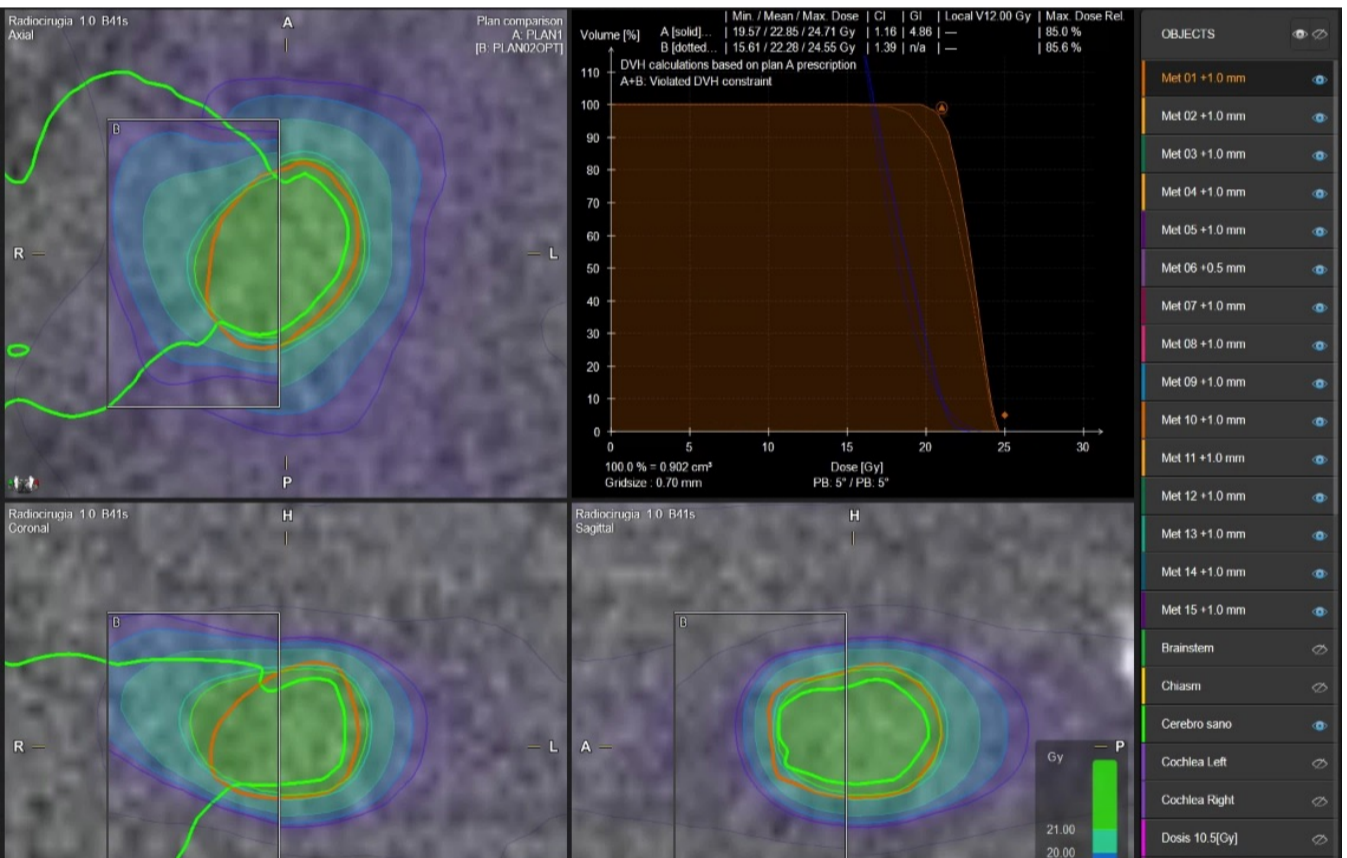 Radiocirugia 1.0 B41s
Axial
A
Plan comparison
A: PLAN1
[B: PLAN02OPT]
B
R
L
P
Volume [%]
| Min. / Mean / Max. Dose | CI | GI | Local V12.00 Gy | Max. Dose Rel.
A [solid]... | 19.57 / 22.85 / 24.71 Gy | 1.16 | 4.86 | — | 85.0 %
B [dotted... | 15.61 / 22.28 / 24.55 Gy | 1.39 | n/a | — | 85.6 %
DVH calculations based on plan A prescription
A+B: Violated DVH constraint
110
100
90
80
70
60
50
40
30
20
10
0
0 5 10 15 20 25 30
100.0 % = 0.902 cm³
Gridsize : 0.70 mm
Dose [Gy]
PB: 5° / PB: 5°
Radiocirugia 1.0 B41s
Coronal
H
B
R
L
Radiocirugia 1.0 B41s
Sagittal
H
B
A
P
Gy
21.00
20.00
OBJECTS
Met 01 +1.0 mm
Met 02 +1.0 mm
Met 03 +1.0 mm
Met 04 +1.0 mm
Met 05 +1.0 mm
Met 06 +0.5 mm
Met 07 +1.0 mm
Met 08 +1.0 mm
Met 09 +1.0 mm
Met 10 +1.0 mm
Met 11 +1.0 mm
Met 12 +1.0 mm
Met 13 +1.0 mm
Met 14 +1.0 mm
Met 15 +1.0 mm
Brainstem
Chiasm
Cerebro sano
Cochlea Left
Cochlea Right
Dosis 10.5[Gy]